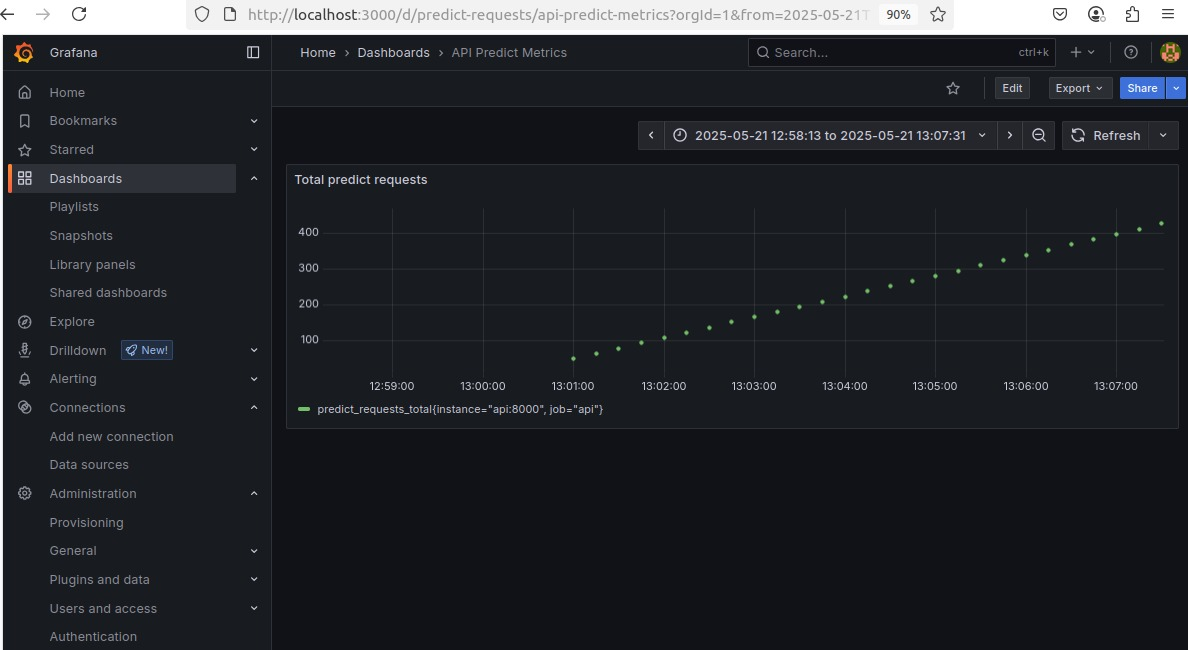 http://localhost:3000/d/predict-requests/api-predict-metrics?orgId=1&from=2025-05-21T
90%
Grafana
Home › Dashboards › API Predict Metrics
Search... ctrl+k
Edit
Export
Share
Home
Bookmarks
Starred
Dashboards
Playlists
Snapshots
Library panels
Shared dashboards
Explore
Drilldown New!
Alerting
Connections
Add new connection
Data sources
Administration
Provisioning
General
Plugins and data
Users and access
Authentication
2025-05-21 12:58:13 to 2025-05-21 13:07:31
Refresh
Total predict requests
400
300
200
100
12:59:00 13:00:00 13:01:00 13:02:00 13:03:00 13:04:00 13:05:00 13:06:00 13:07:00
predict_requests_total{instance="api:8000", job="api"}